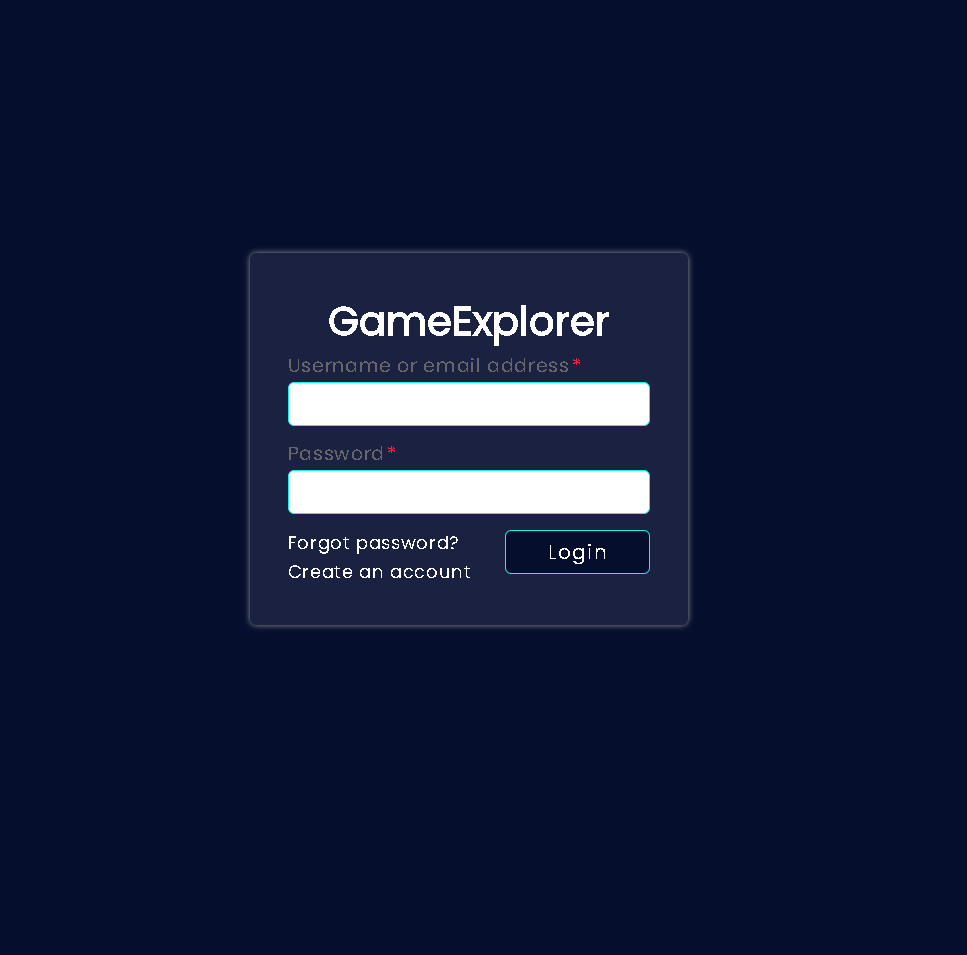 GameExplorer
Username or email address*
Password*
Forgot password?
Login
Create an account